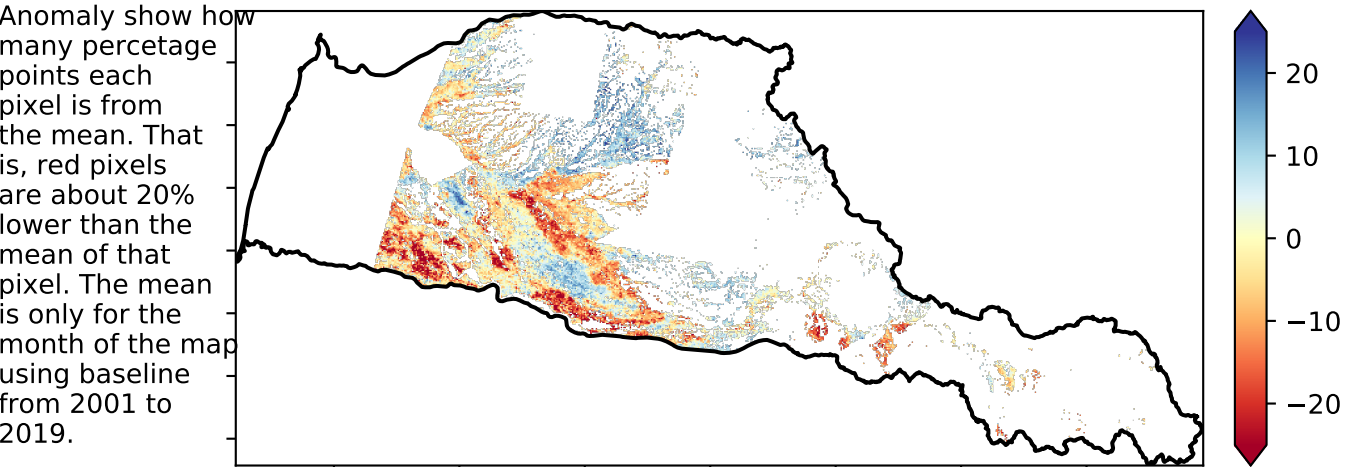 Anomaly show how
many percetage
points each
pixel is from
the mean. That
is, red pixels
are about 20%
lower than the
mean of that
pixel. The mean
is only for the
month of the map
using baseline
from 2001 to
2019.
20
10
0
−10
−20